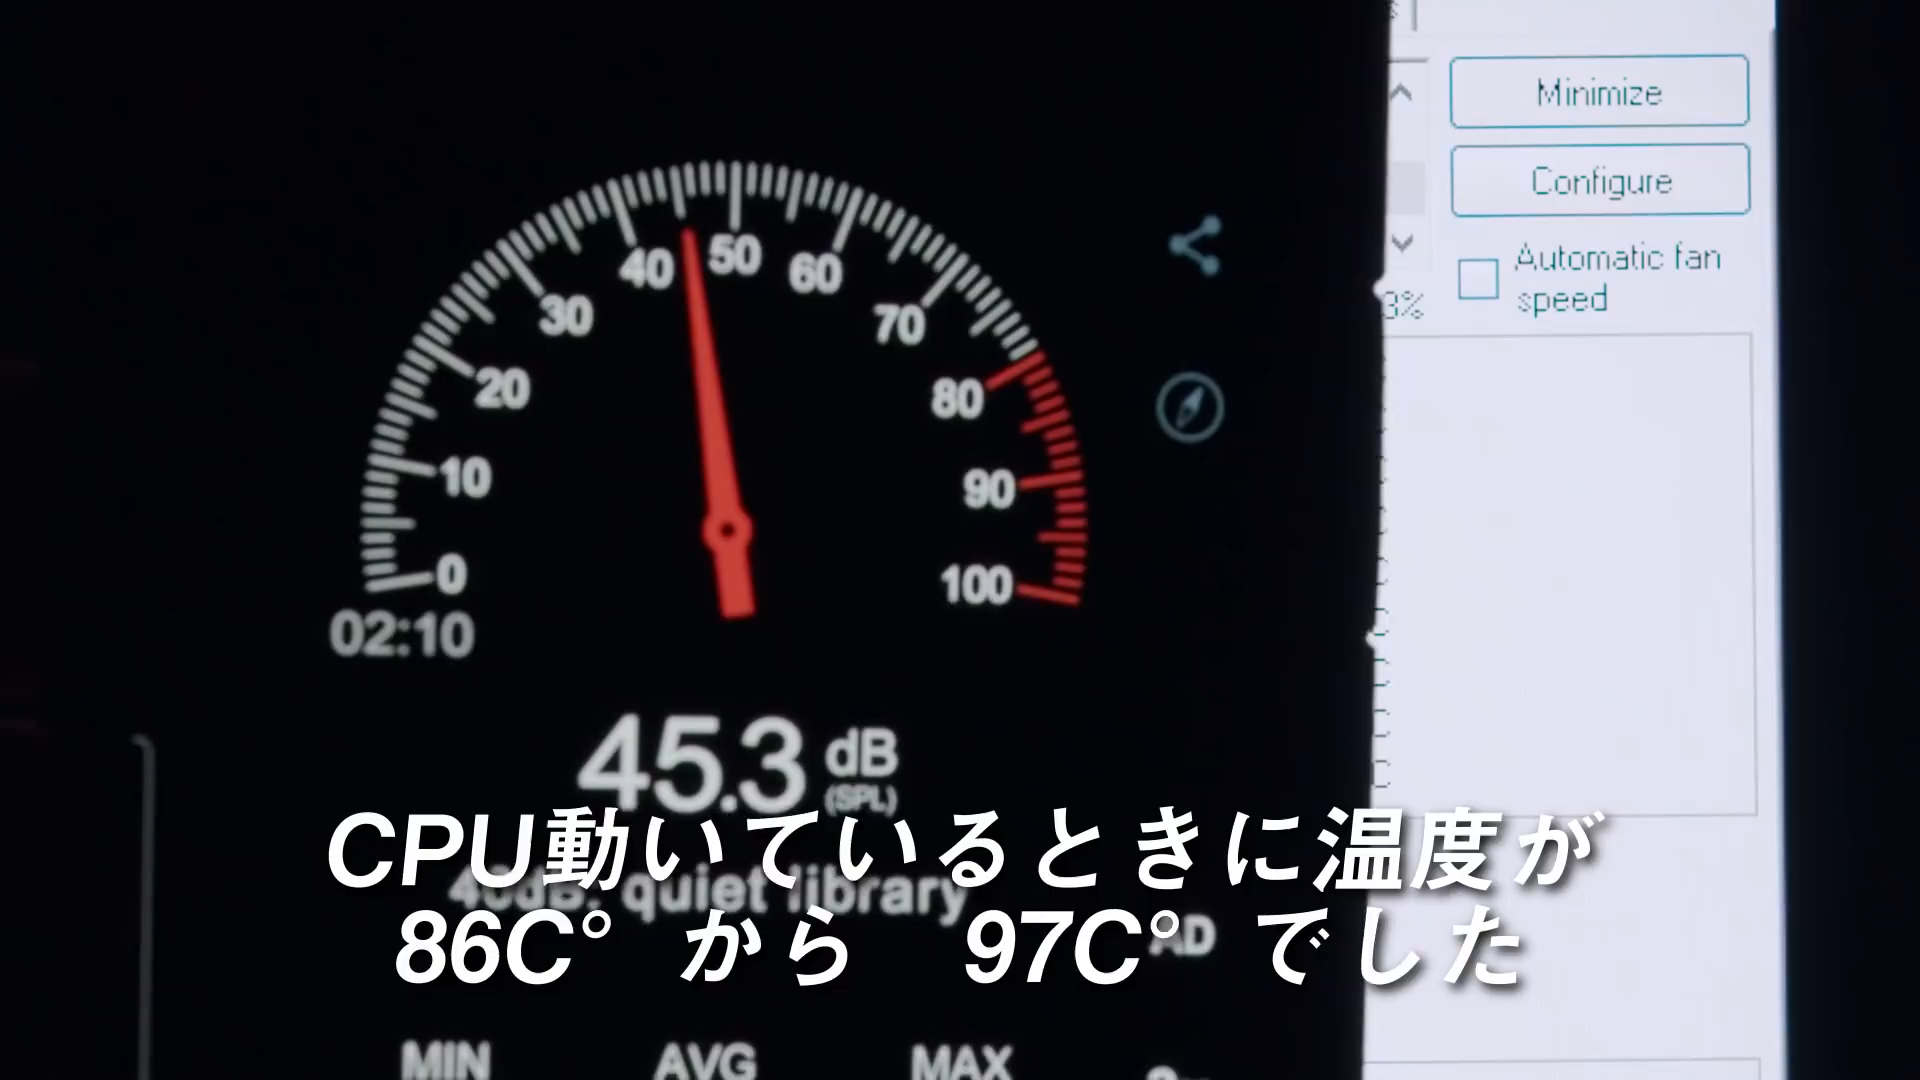 Minimize
Configure
Automatic fan
speed
3%
0
10
20
30
40
50
60
70
80
90
100
02:10
45.3 dB
(SPL)
CPU動いているときに温度が
quiet library
86C° から 97C° でした
MIN AVG MAX